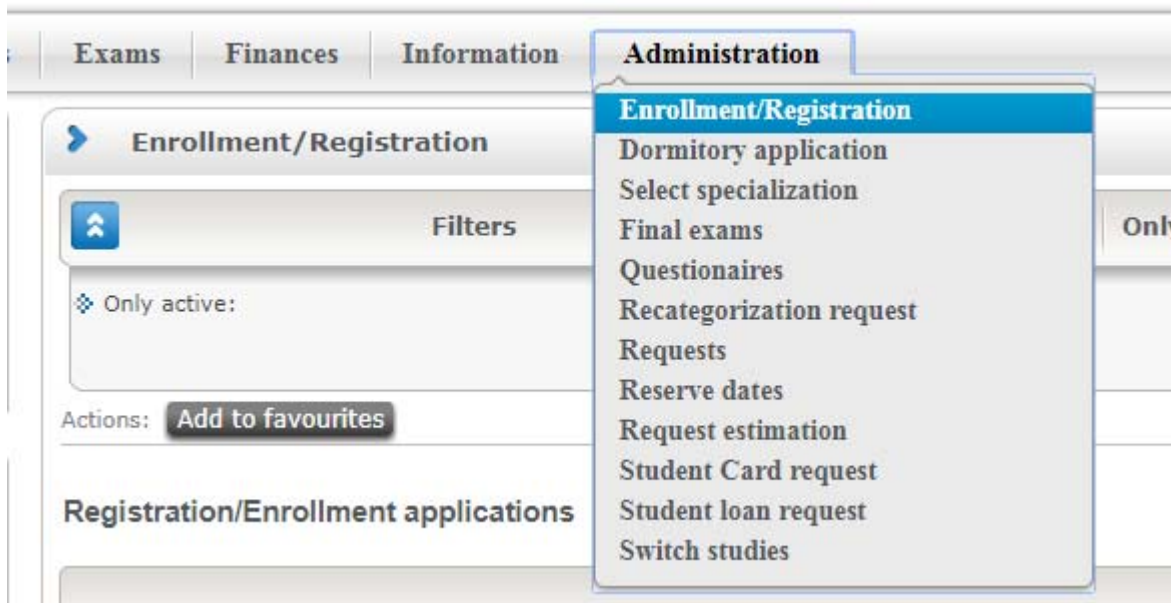 Exams Finances Information Administration
Enrollment/Registration
Filters
Only active:
Actions: Add to favourites
Registration/Enrollment applications
Enrollment/Registration
Dormitory application
Select specialization
Final exams
Questionaires
Recategorization request
Requests
Reserve dates
Request estimation
Student Card request
Student loan request
Switch studies